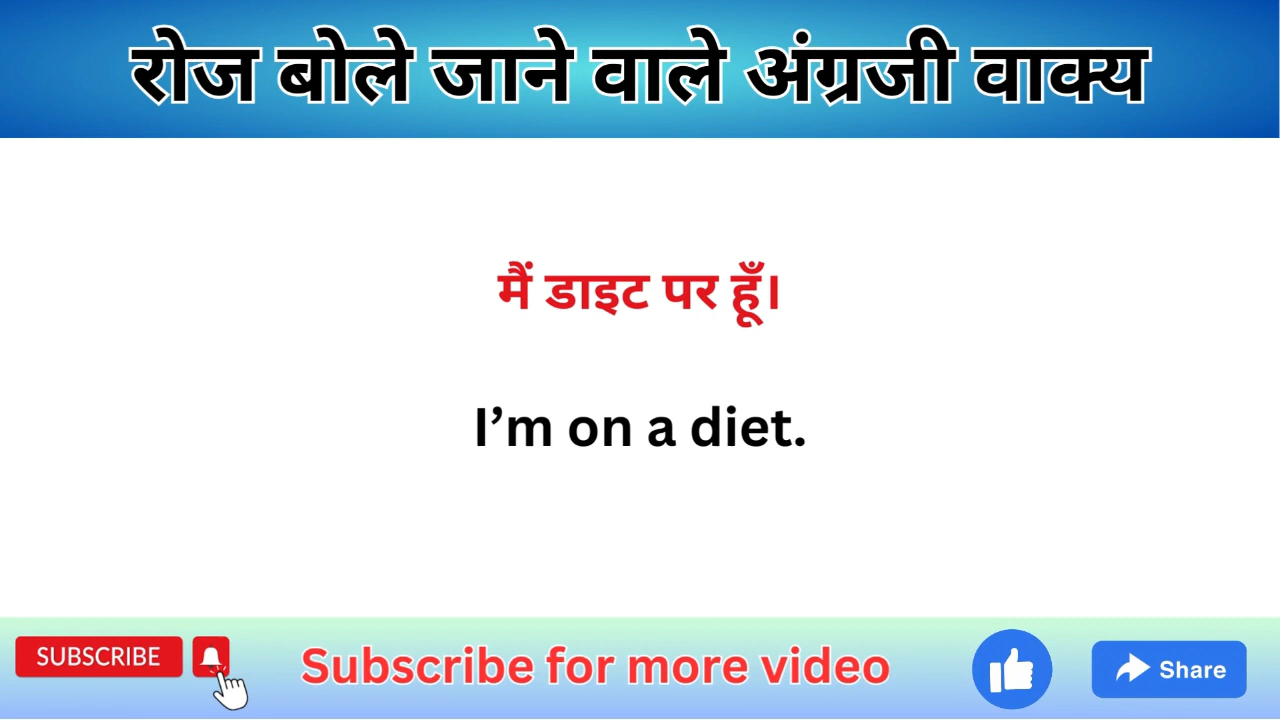 रोज बोले जाने वाले अंग्रजी वाक्य
मैं डाइट पर हूँ।
I’m on a diet.
SUBSCRIBE
Subscribe for more video
Share